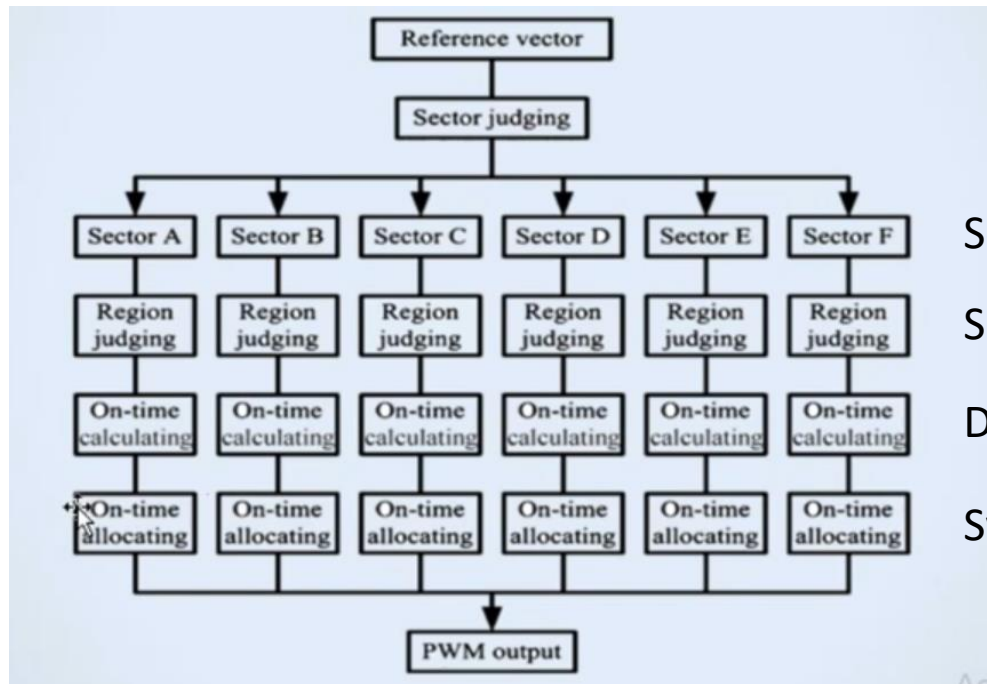 Reference vector
Sector judging
Sector A Sector B Sector C Sector D Sector E Sector F
Region Region Region Region Region Region
judging judging judging judging judging judging
On-time On-time On-time On-time On-time On-time
calculating calculating calculating calculating calculating calculating
On-time On-time On-time On-time On-time On-time
allocating allocating allocating allocating allocating allocating
PWM output
S
S
D